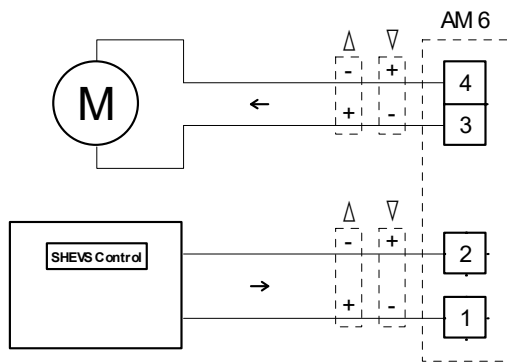 AM 6
- +
4
M
+ -
3
- +
SHEVS Control
2
+ -
1